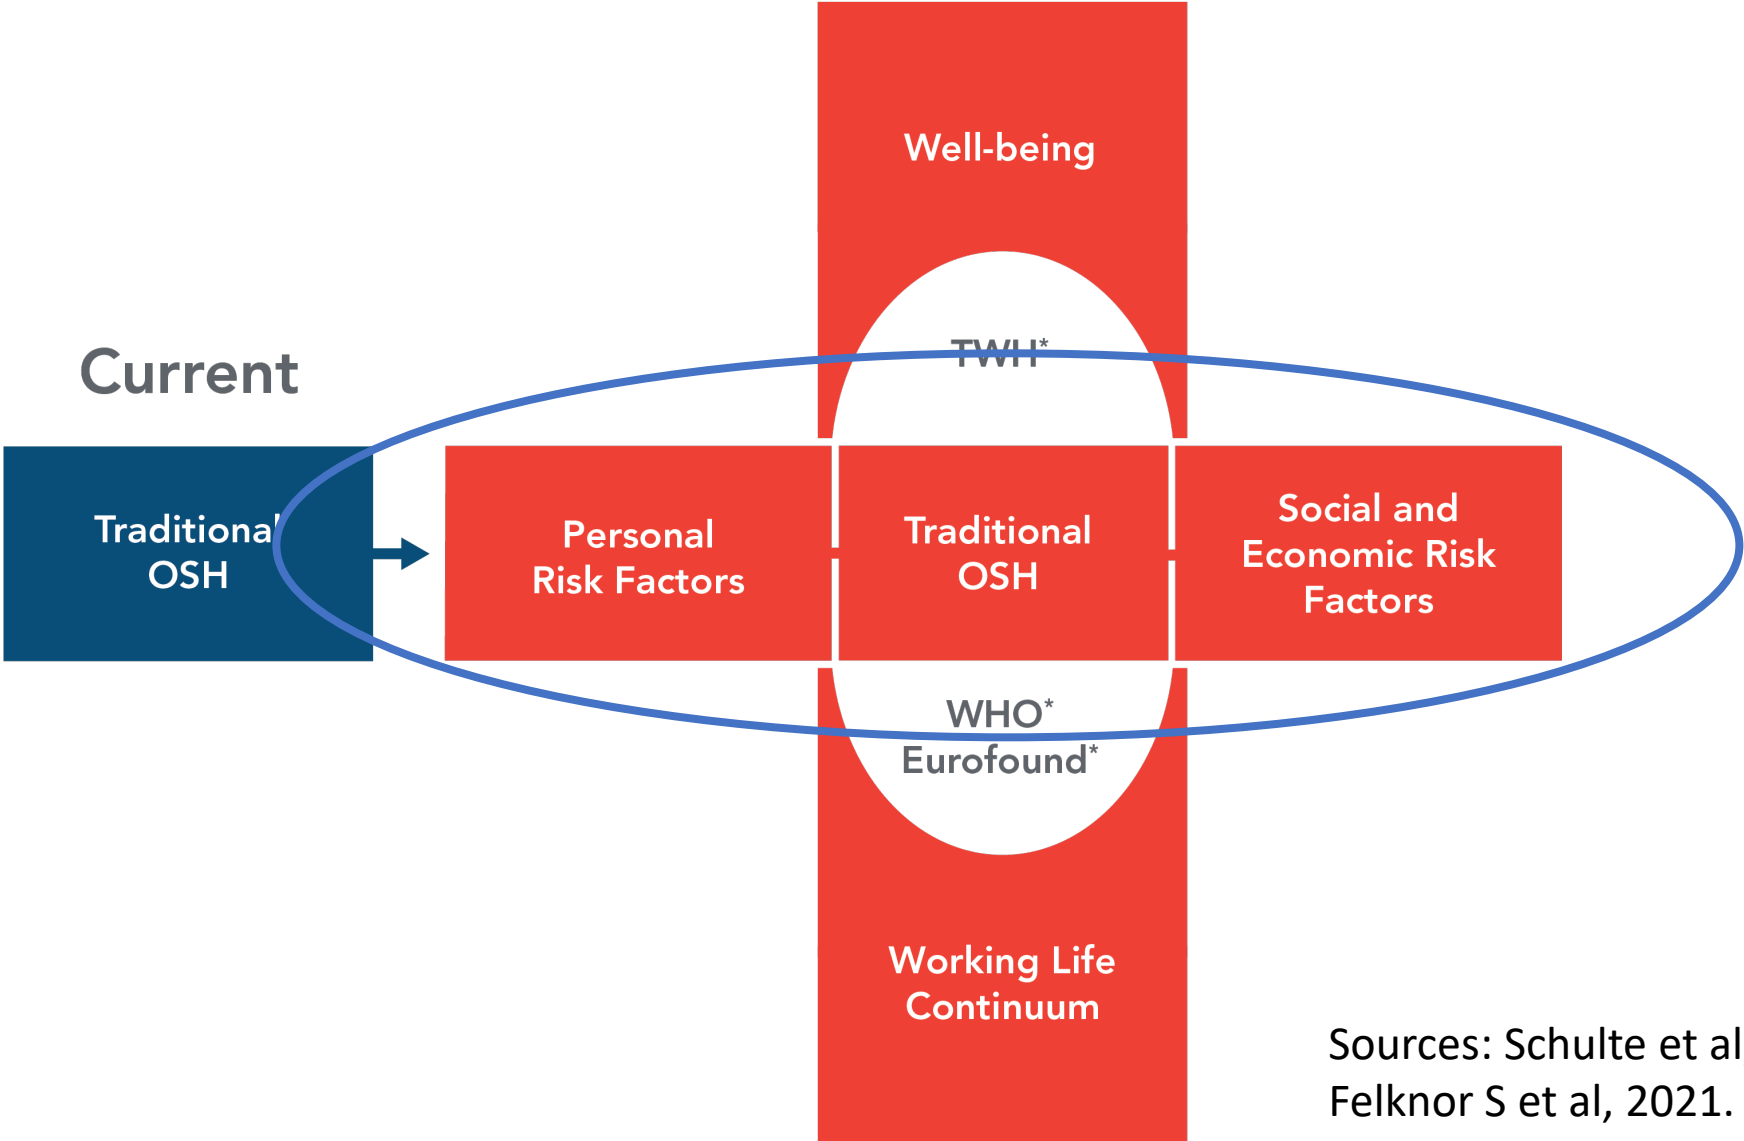 Well-being
TWH*
Current
Traditional
OSH
Personal
Risk Factors
Traditional
OSH
Social and
Economic Risk
Factors
WHO*
Eurofound*
Working Life
Continuum
Sources: Schulte et al,
Felknor S et al, 2021.